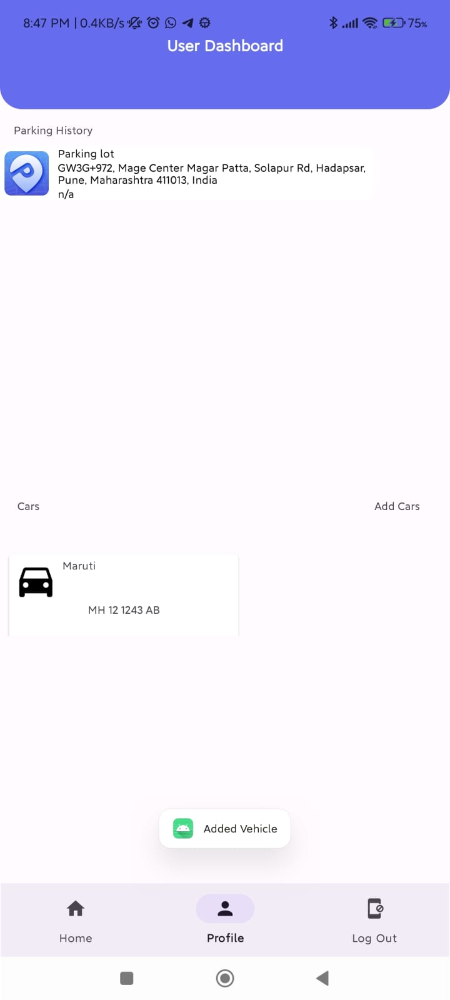 8:47 PM | 0.4KB/s 75%
User Dashboard
Parking History
Parking lot
GW3G+972, Mage Center Magar Patta, Solapur Rd, Hadapsar,
Pune, Maharashtra 411013, India
n/a
Cars Add Cars
Maruti
MH 12 1243 AB
Added Vehicle
Home Profile Log Out